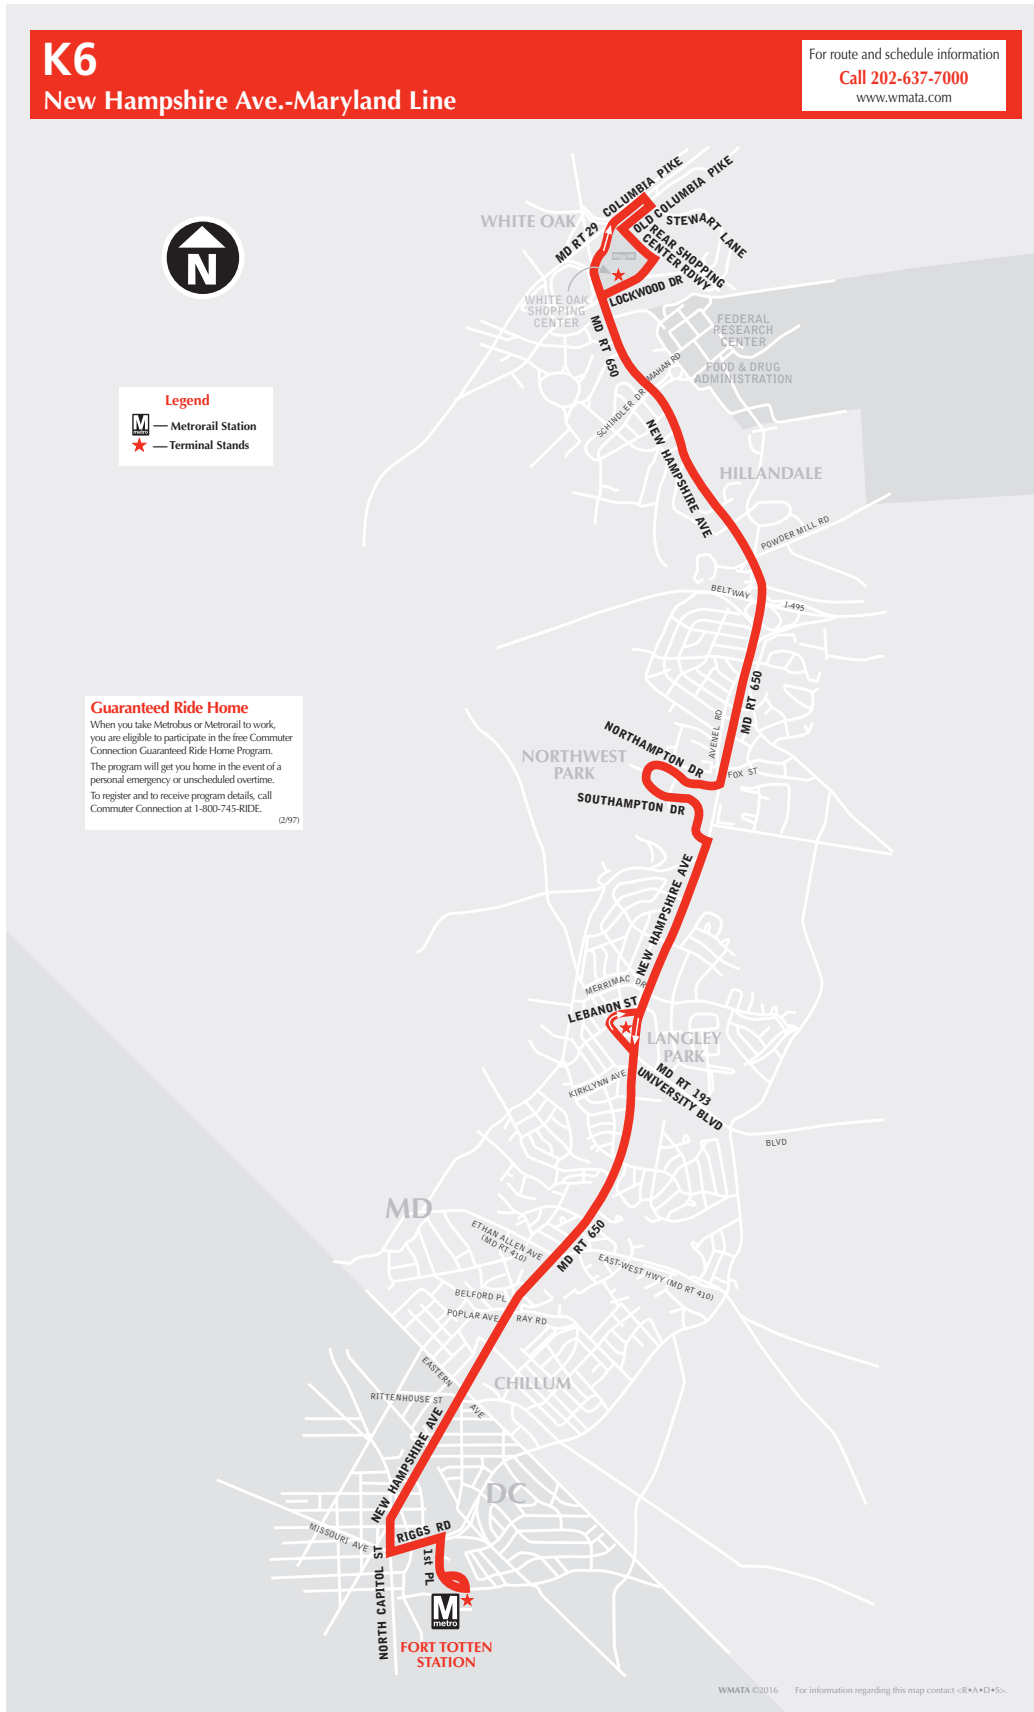 K6
New Hampshire Ave.-Maryland Line
For route and schedule information
Call 202-637-7000
www.wmata.com
N
Legend
M metro — Metrorail Station
— Terminal Stands
WHITE OAK
MD RT 29
COLUMBIA PIKE
OLD COLUMBIA PIKE
STEWART LANE
REAR SHOPPING
CENTER RDWY
LOCKWOOD DR
WHITE OAK
SHOPPING
CENTER
MD RT 650
FEDERAL
RESEARCH
CENTER
FOOD & DRUG
ADMINISTRATION
MAHAN RD
SCHINDLER DR
NEW HAMPSHIRE AVE
HILLANDALE
POWDER MILL RD
BELTWAY
I-495
MD RT 650
AVENEL RD
Guaranteed Ride Home
When you take Metrobus or Metrorail to work,
you are eligible to participate in the free Commuter
Connection Guaranteed Ride Home Program.
The program will get you home in the event of a
personal emergency or unscheduled overtime.
To register and to receive program details, call
Commuter Connection at 1-800-745-RIDE.
(2/97)
NORTHWEST
PARK
NORTHAMPTON DR
FOX ST
SOUTHAMPTON DR
NEW HAMPSHIRE AVE
MERRIMAC DR
LEBANON ST
LANGLEY
PARK
KIRKLYNN AVE
MD RT 193
UNIVERSITY BLVD
BLVD
MD
ETHAN ALLEN AVE
(MD RT 410)
MD RT 650
EAST-WEST HWY (MD RT 410)
BELFORD PL
POPLAR AVE
RAY RD
EASTERN
AVE
CHILLUM
RITTENHOUSE ST
NEW HAMPSHIRE AVE
DC
MISSOURI AVE
RIGGS RD
1st PL
NORTH CAPITOL ST
M
metro
FORT TOTTEN
STATION
WMATA ©2016 For information regarding this map contact <R•A•D•S>.